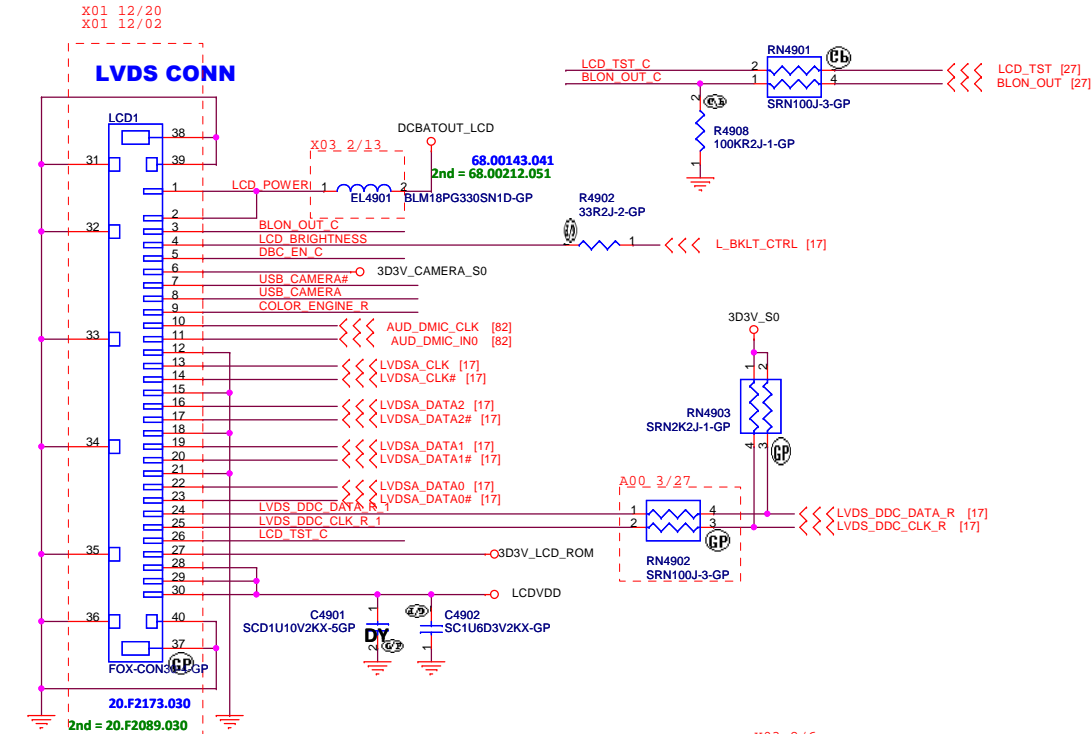 X01 12/20
X01 12/02
LVDS CONN
LCD1
38
31
39
1
2
32
3
4
5
6
7
8
9
10
33
11
12
13
14
15
16
17
18
34
19
20
21
22
23
24
25
26
35
27
28
29
30
36
40
37
GP
FOX-CON30-4-GP
20.F2173.030
2nd = 20.F2089.030
DCBATOUT_LCD
X03 2/13
68.00143.041
2nd = 68.00212.051
LCD_POWER
1
2
EL4901
BLM18PG330SN1D-GP
BLON_OUT_C
LCD_BRIGHTNESS
DBC_EN_C
3D3V_CAMERA_S0
USB_CAMERA#
USB_CAMERA
COLOR_ENGINE_R
AUD_DMIC_CLK [82]
AUD_DMIC_IN0 [82]
LVDSA_CLK [17]
LVDSA_CLK# [17]
LVDSA_DATA2 [17]
LVDSA_DATA2# [17]
LVDSA_DATA1 [17]
LVDSA_DATA1# [17]
LVDSA_DATA0 [17]
LVDSA_DATA0# [17]
LVDS_DDC_DATA_R_1
LVDS_DDC_CLK_R_1
LCD_TST_C
3D3V_LCD_ROM
LCDVDD
C4901
SCD1U10V2KX-5GP
1
2
DY
C4902
SC1U6D3V2KX-GP
1
RN4901
LCD_TST_C
2
LCD_TST [27]
BLON_OUT_C
1
4
BLON_OUT [27]
SRN100J-3-GP
2
R4908
100KR2J-1-GP
1
R4902
33R2J-2-GP
1
L_BKLT_CTRL [17]
3D3V_S0
1
2
RN4903
SRN2K2J-1-GP
4
3
GP
A00 3/27
1
4
LVDS_DDC_DATA_R [17]
2
3
LVDS_DDC_CLK_R [17]
GP
RN4902
SRN100J-3-GP